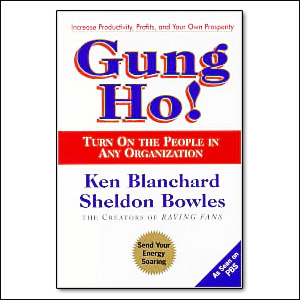 Increase Productivity, Profits, and Your Own Prosperity
Gung
Ho!
TURN ON THE PEOPLE IN
ANY ORGANIZATION
Ken Blanchard
Sheldon Bowles
THE CREATORS OF RAVING FANS
Send Your
Energy
Soaring
As Seen on
PBS